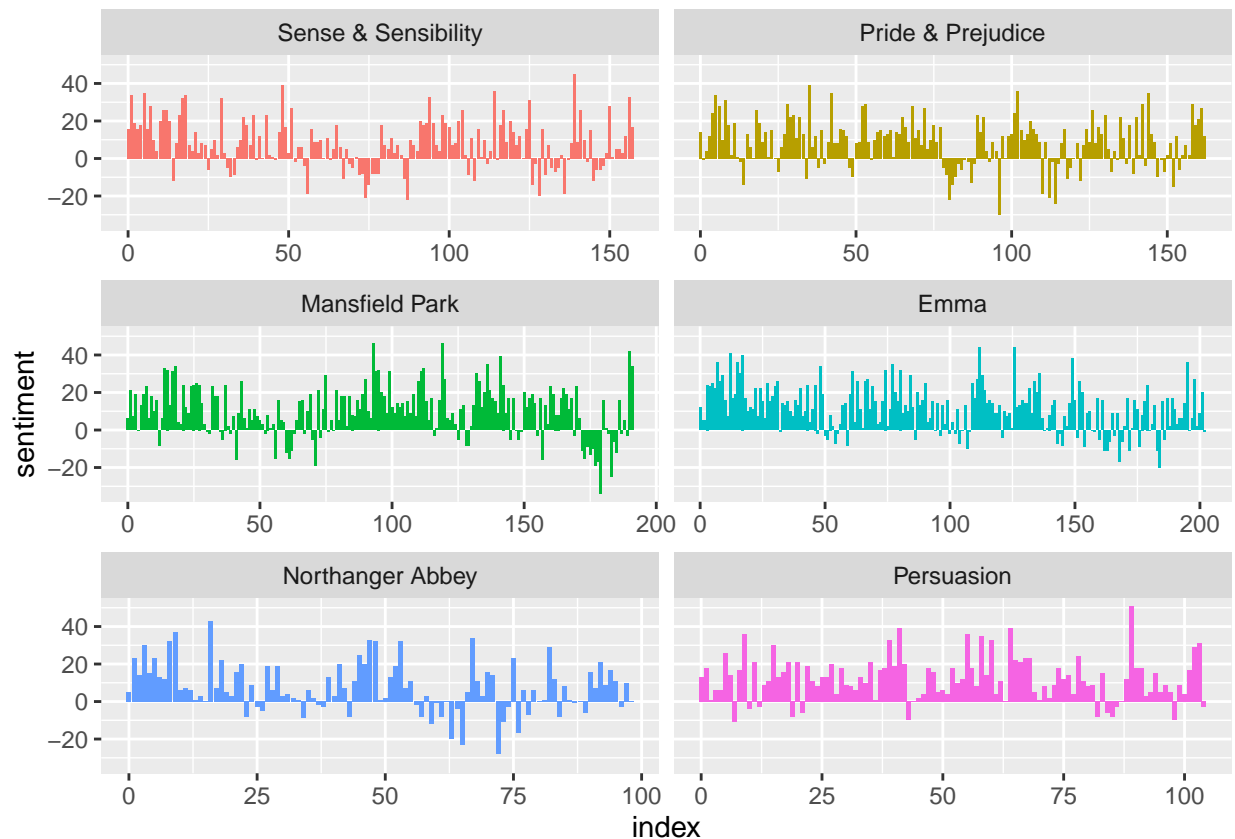 Sense & Sensibility
Pride & Prejudice
40
20
0
−20
0 50 100 150
0 50 100 150
Mansfield Park
Emma
40
20
0
−20
0 50 100 150 200
0 50 100 150 200
Northanger Abbey
Persuasion
40
20
0
−20
0 25 50 75 100
0 25 50 75 100
sentiment
index